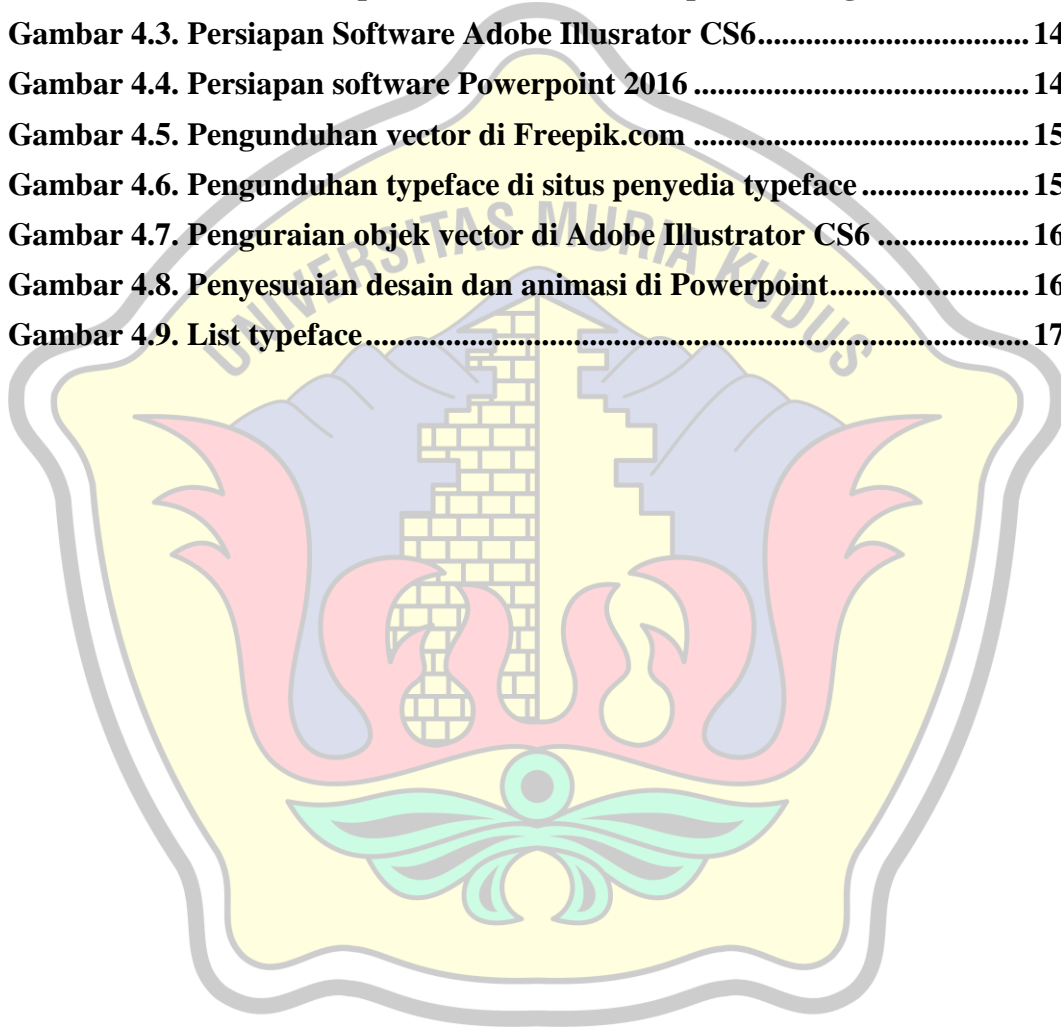 Gambar 4.3. Persiapan Software Adobe Illusrator CS6.................................. 14
Gambar 4.4. Persiapan software Powerpoint 2016 .......................................... 14
Gambar 4.5. Pengunduhan vector di Freepik.com .......................................... 15
Gambar 4.6. Pengunduhan typeface di situs penyedia typeface ..................... 15
Gambar 4.7. Penguraian objek vector di Adobe Illustrator CS6 ................... 16
Gambar 4.8. Penyesuaian desain dan animasi di Powerpoint......................... 16
Gambar 4.9. List typeface................................................................................... 17
UNIVERSITAS MURIA KUDUS